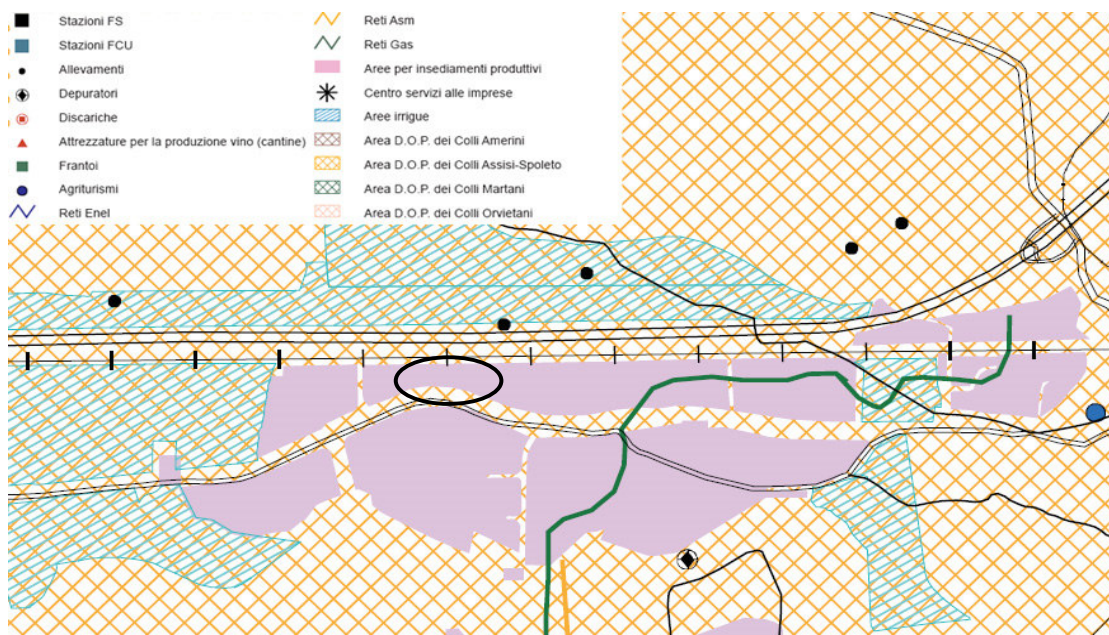 Stazioni FS
Stazioni FCU
Allevamenti
Depuratori
Discariche
Attrezzature per la produzione vino (cantine)
Frantoi
Agriturismi
Reti Enel
Reti Asm
Reti Gas
Aree per insediamenti produttivi
Centro servizi alle imprese
Aree irrigue
Area D.O.P. dei Colli Amerini
Area D.O.P. dei Colli Assisi-Spoleto
Area D.O.P. dei Colli Martani
Area D.O.P. dei Colli Orvietani